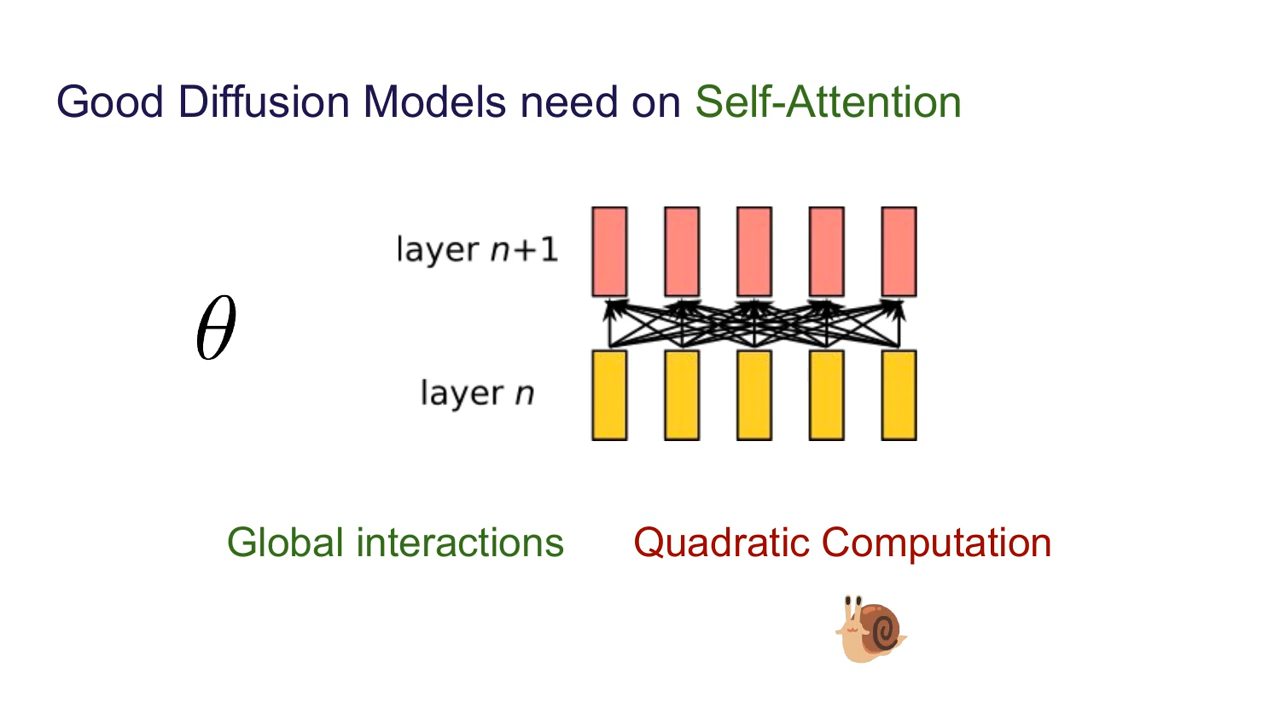 Good Diffusion Models need on Self-Attention
layer n+1
θ
layer n
Global interactions
Quadratic Computation